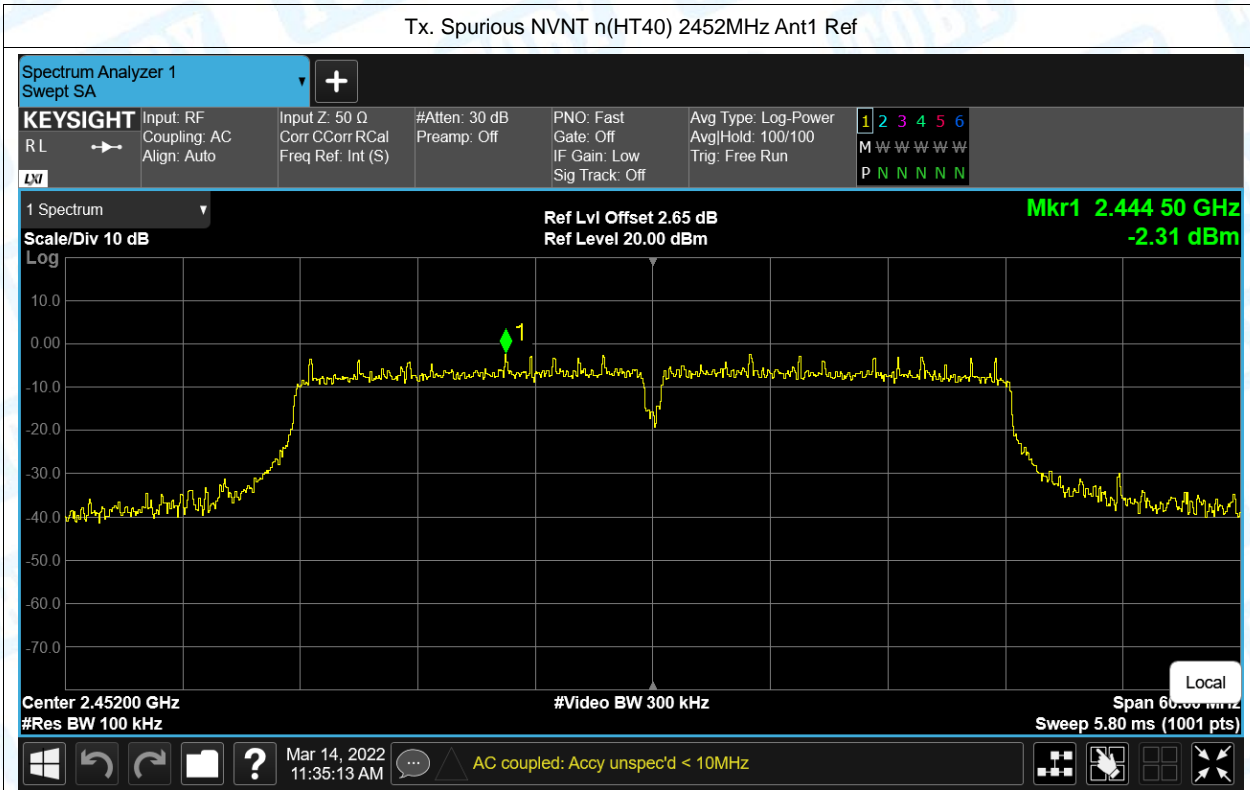 Tx. Spurious NVNT n(HT40) 2452MHz Ant1 Ref
Spectrum Analyzer 1
Swept SA
KEYSIGHT
R L
LXI
Input: RF
Coupling: AC
Align: Auto
Input Z: 50 Ω
Corr CCorr RCal
Freq Ref: Int (S)
#Atten: 30 dB
Preamp: Off
PNO: Fast
Gate: Off
IF Gain: Low
Sig Track: Off
Avg Type: Log-Power
Avg|Hold: 100/100
Trig: Free Run
1 2 3 4 5 6
M W W W W W
P N N N N N
1 Spectrum
Scale/Div 10 dB
Log
Ref Lvl Offset 2.65 dB
Ref Level 20.00 dBm
Mkr1 2.444 50 GHz
-2.31 dBm
10.0
0.00
-10.0
-20.0
-30.0
-40.0
-50.0
-60.0
-70.0
1
Local
Center 2.45200 GHz
#Video BW 300 kHz
Span 60.00 MHz
#Res BW 100 kHz
Sweep 5.80 ms (1001 pts)
?
Mar 14, 2022
11:35:13 AM
AC coupled: Accy unspec'd < 10MHz